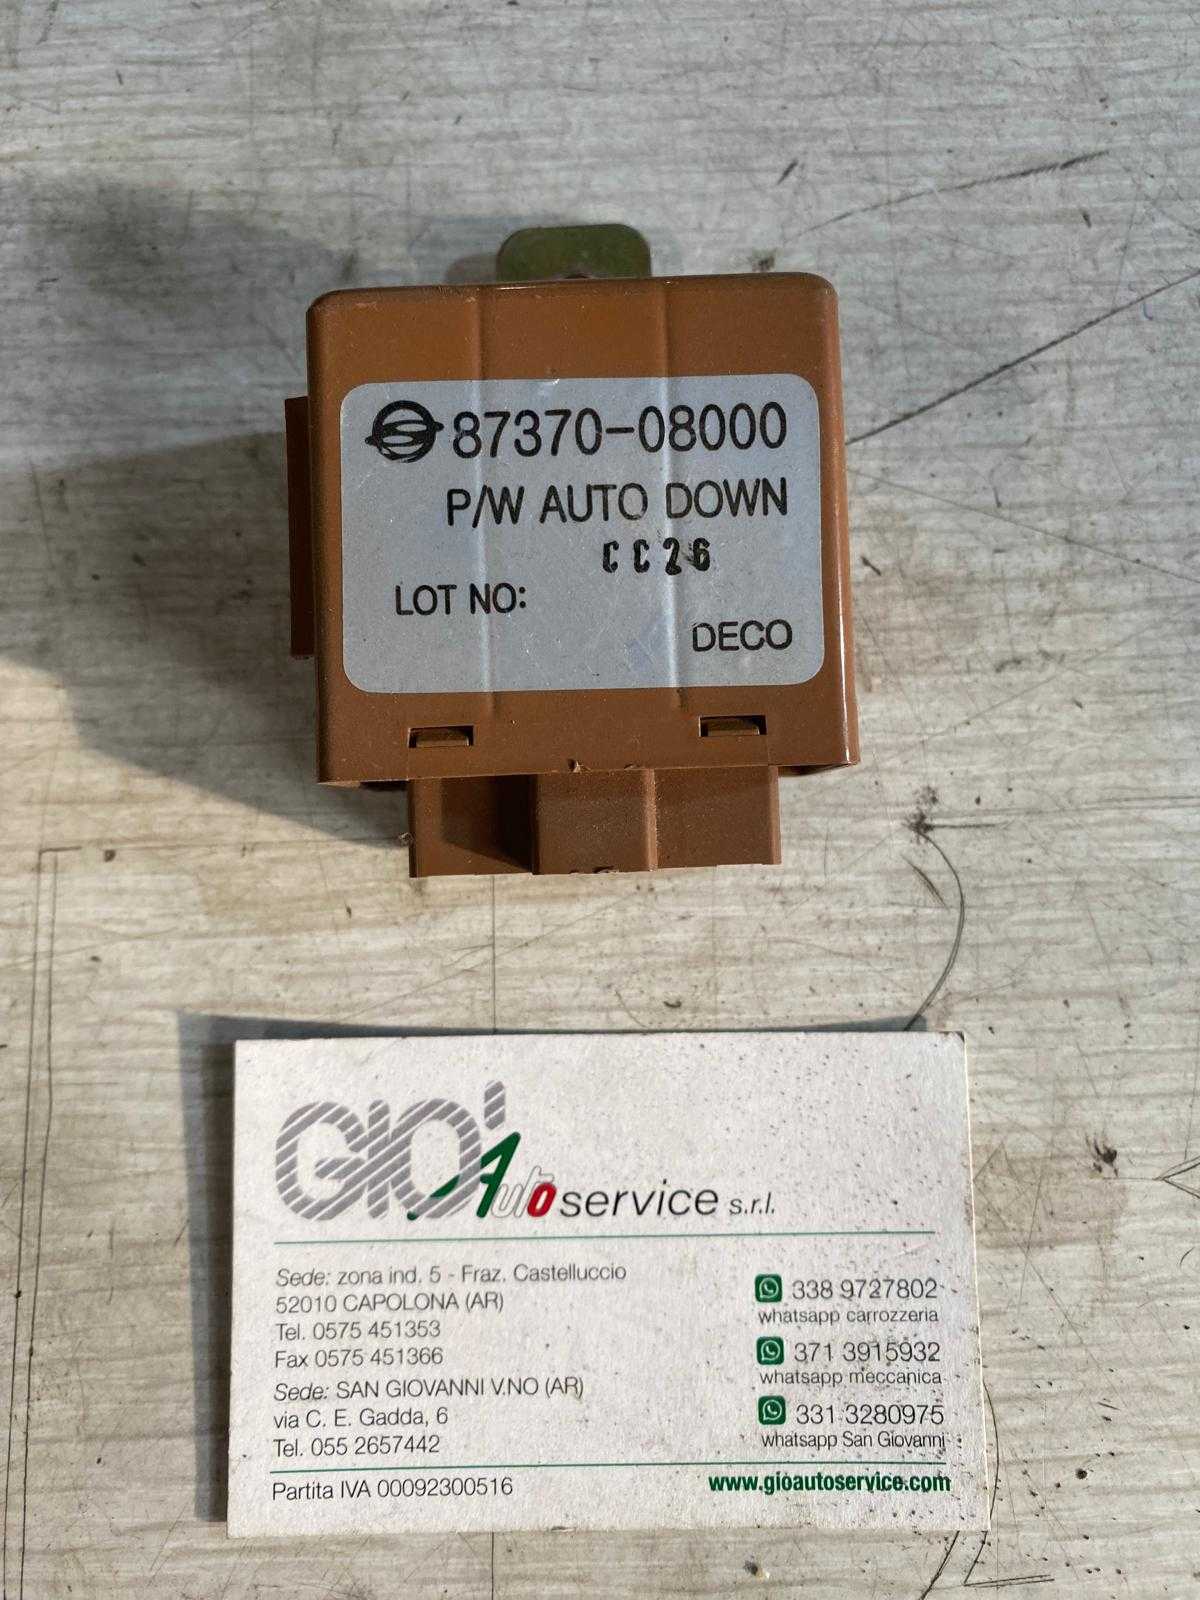 87370-08000
P/W AUTO DOWN
CC26
LOT NO:
DECO
GIO' Autoservice s.r.l.
Sede: zona ind. 5 - Fraz. Castelluccio
52010 CAPOLONA (AR)
Tel. 0575 451353
Fax 0575 451366
Sede: SAN GIOVANNI V.NO (AR)
via C. E. Gadda, 6
Tel. 055 2657442
338 9727802
whatsapp carrozzeria
371 3915932
whatsapp meccanica
331 3280975
whatsapp San Giovanni
Partita IVA 00092300516
www.gioautoservice.com